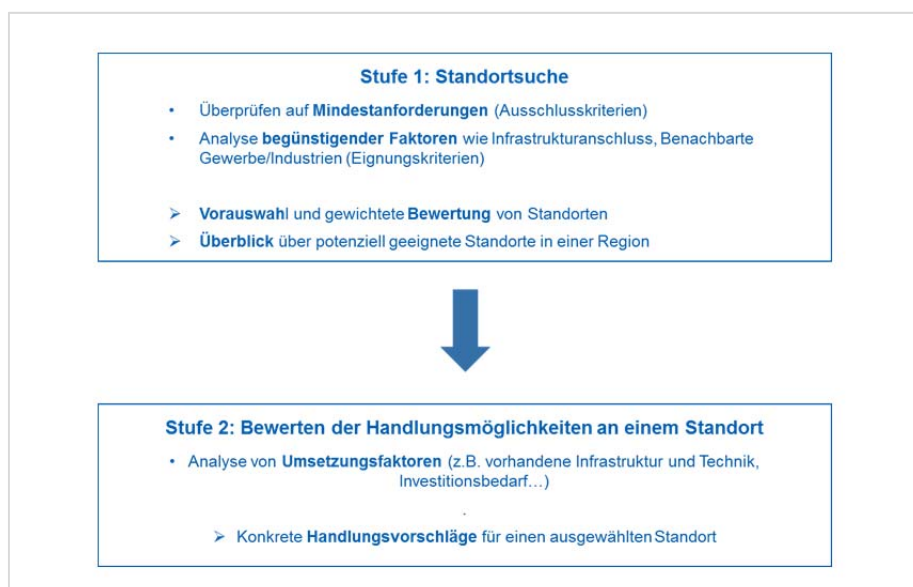 Stufe 1: Standortsuche
• Überprüfen auf Mindestanforderungen (Ausschlusskriterien)
• Analyse begünstigender Faktoren wie Infrastrukturanschluss, Benachbarte
Gewerbe/Industrien (Eignungskriterien)
➢ Vorauswahl und gewichtete Bewertung von Standorten
➢ Überblick über potenziell geeignete Standorte in einer Region
Stufe 2: Bewerten der Handlungsmöglichkeiten an einem Standort
• Analyse von Umsetzungsfaktoren (z.B. vorhandene Infrastruktur und Technik,
Investitionsbedarf…)
.
➢ Konkrete Handlungsvorschläge für einen ausgewählten Standort